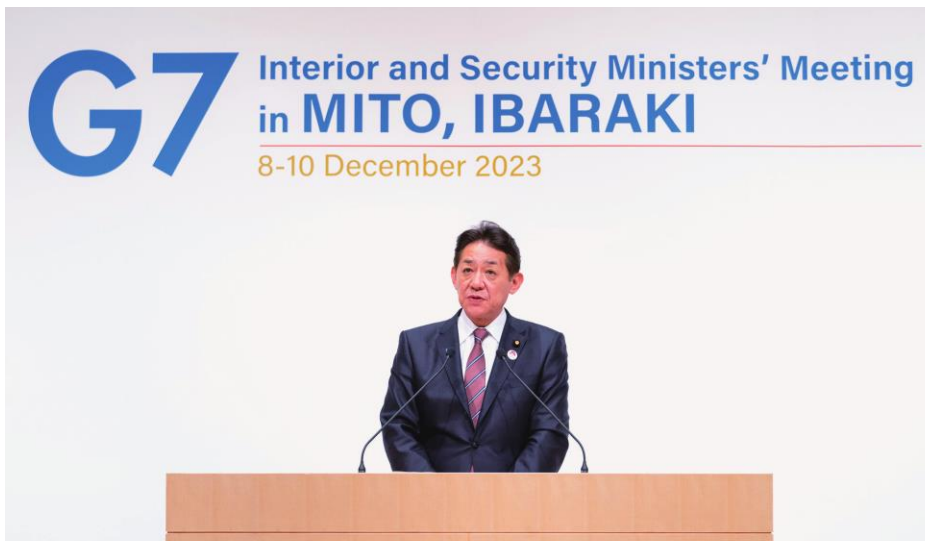 G7
Interior and Security Ministers' Meeting
in MITO, IBARAKI
8-10 December 2023